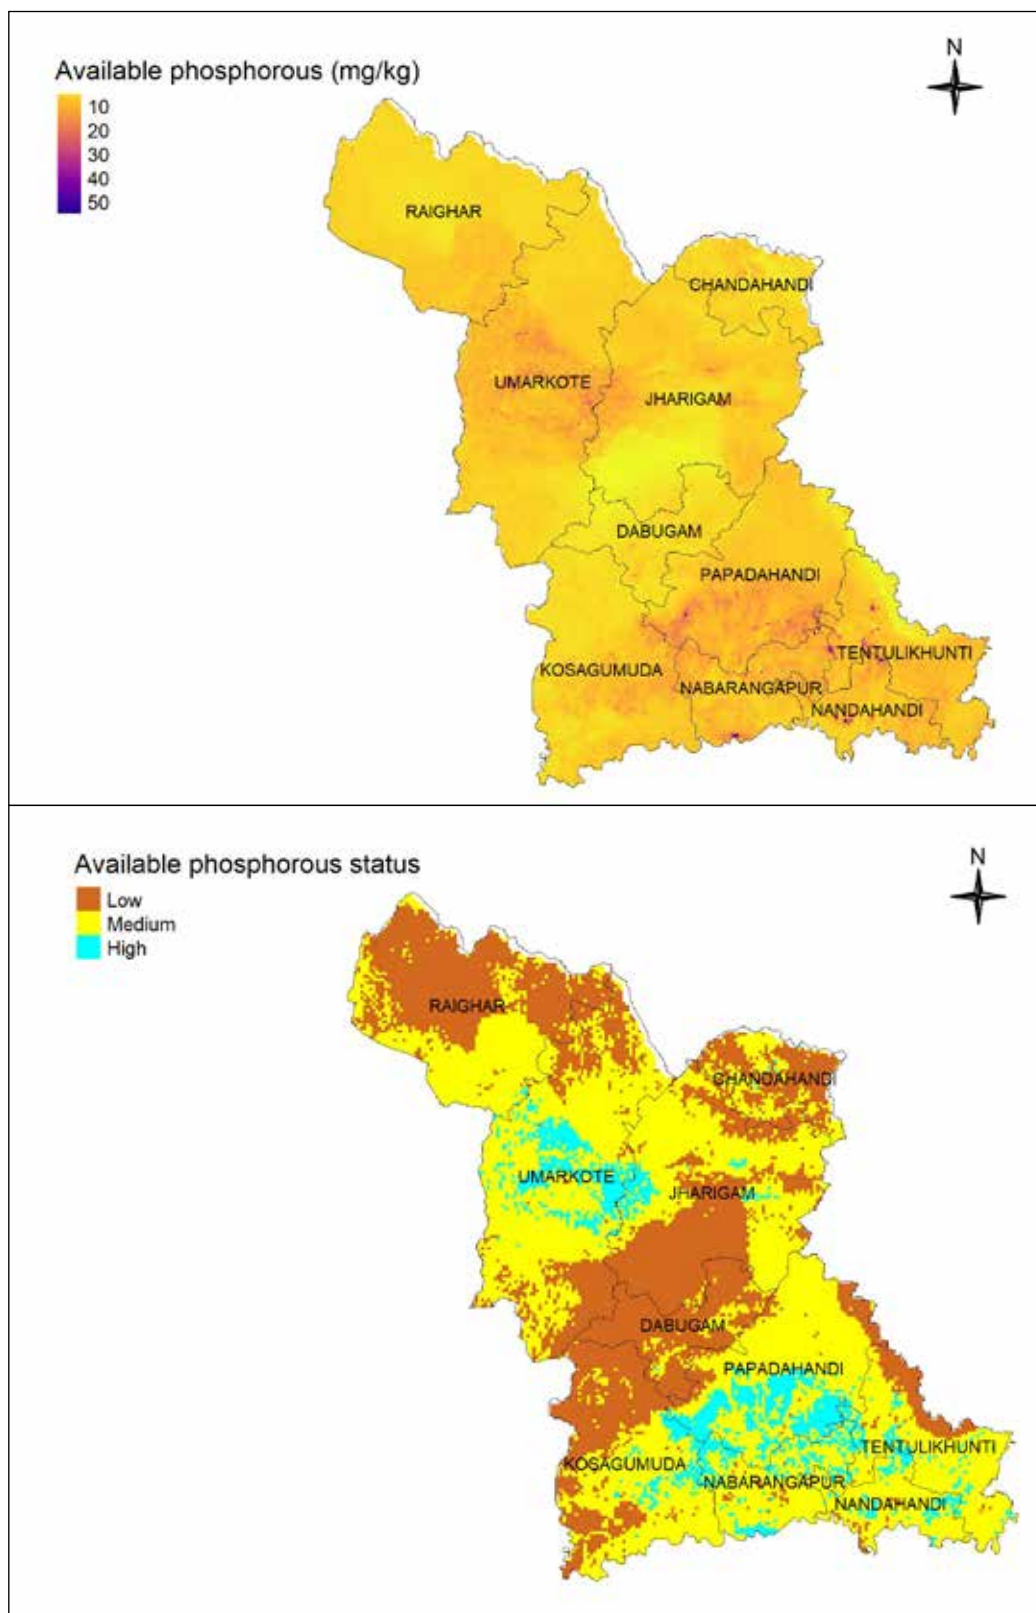 N
Available phosphorous (mg/kg)
10
20
30
40
50
RAIGHAR
CHANDAHANDI
UMARKOTE
JHARIGAM
DABUGAM
PAPADAHANDI
TENTULIKHUNTI
KOSAGUMUDA
NABARANGAPUR
NANDAHANDI
N
Available phosphorous status
Low
Medium
High
RAIGHAR
CHANDAHANDI
UMARKOTE
JHARIGAM
DABUGAM
PAPADAHANDI
TENTULIKHUNTI
KOSAGUMUDA
NABARANGAPUR
NANDAHANDI